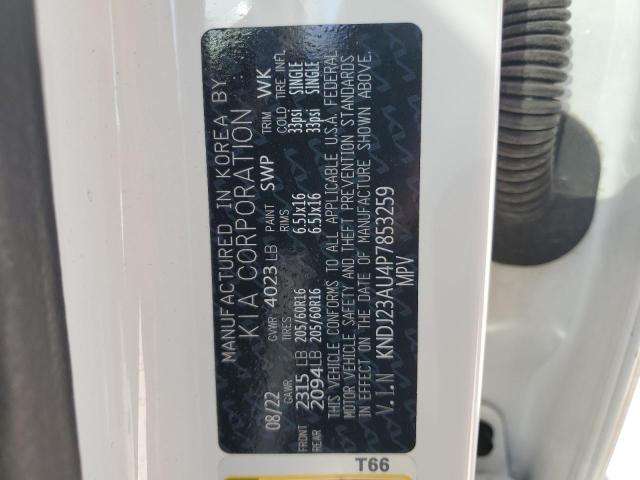 MANUFACTURED IN KOREA BY
KIA CORPORATION
08/22 GVWR 4023 LB PAINT SWP TRIM WK
GAWR TIRES RIMS COLD TIRE INFL
FRONT 2315 LB 205/60R16 6.5Jx16 33psi SINGLE
REAR 2094 LB 205/60R16 6.5Jx16 33psi SINGLE
THIS VEHICLE CONFORMS TO ALL APPLICABLE U.S.A. FEDERAL
MOTOR VEHICLE SAFETY AND THEFT PREVENTION STANDARDS
IN EFFECT ON THE DATE OF MANUFACTURE SHOWN ABOVE.
V.I.N KNDJ23AU4P7853259
MPV
T66